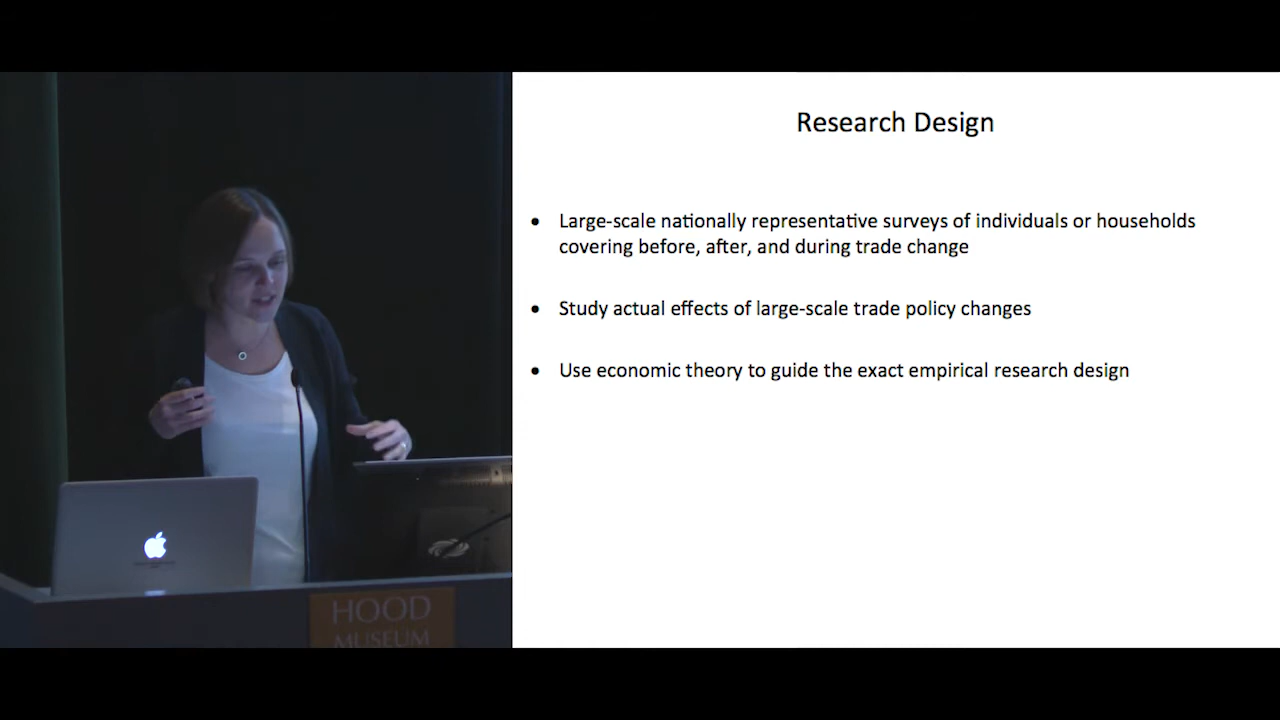 Research Design
• Large-scale nationally representative surveys of individuals or households
covering before, after, and during trade change
• Study actual effects of large-scale trade policy changes
• Use economic theory to guide the exact empirical research design
HOOD
MUSEUM